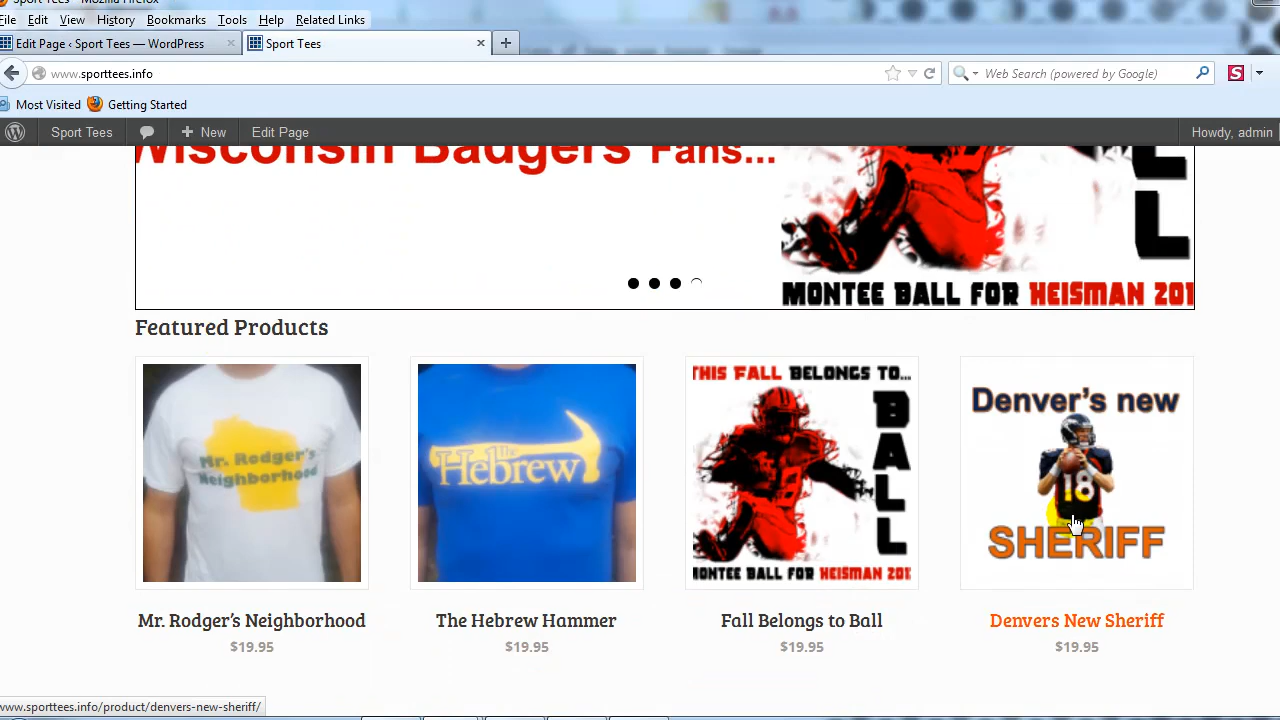 Sport Tees - Mozilla Firefox
File Edit View History Bookmarks Tools Help Related Links
Edit Page ‹ Sport Tees — WordPress × Sport Tees × +
www.sporttees.info
Web Search (powered by Google)
Most Visited Getting Started
Sport Tees + New Edit Page Howdy, admin
Wisconsin Badgers Fans...
L
L
MONTEE BALL FOR HEISMAN 201
Featured Products
Mr. Rodger's
Neighborhood
The
Hebrew
THIS FALL BELONGS TO...
BALL
MONTEE BALL FOR HEISMAN 201
Denver's new
18
SHERIFF
Mr. Rodger's Neighborhood
$19.95
The Hebrew Hammer
$19.95
Fall Belongs to Ball
$19.95
Denvers New Sheriff
$19.95
www.sporttees.info/product/denvers-new-sheriff/